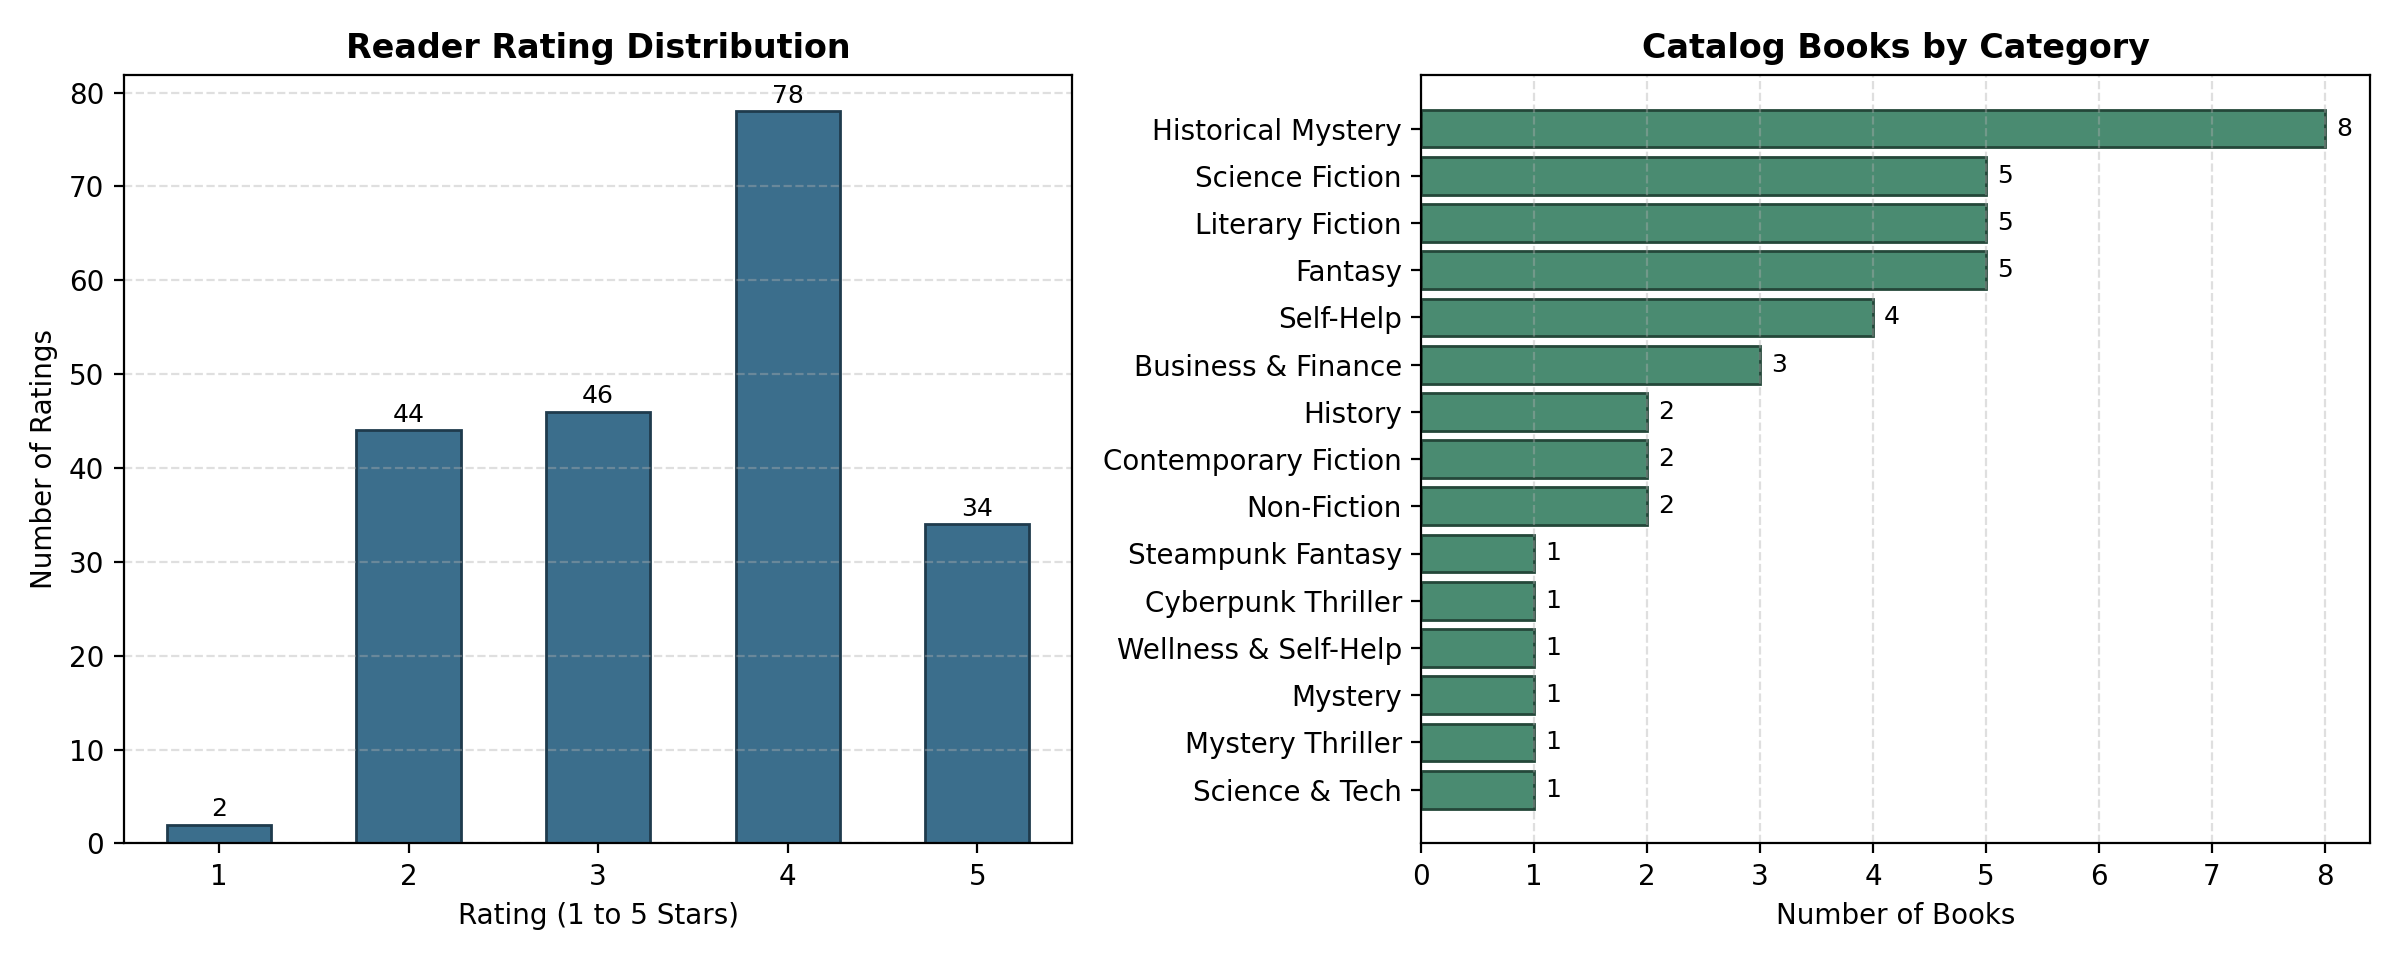 Reader Rating Distribution
Number of Ratings
80
70
60
50
40
30
20
10
0
2
44
46
78
34
1 2 3 4 5
Rating (1 to 5 Stars)
Catalog Books by Category
Historical Mystery 8
Science Fiction 5
Literary Fiction 5
Fantasy 5
Self-Help 4
Business & Finance 3
History 2
Contemporary Fiction 2
Non-Fiction 2
Steampunk Fantasy 1
Cyberpunk Thriller 1
Wellness & Self-Help 1
Mystery 1
Mystery Thriller 1
Science & Tech 1
0 1 2 3 4 5 6 7 8
Number of Books